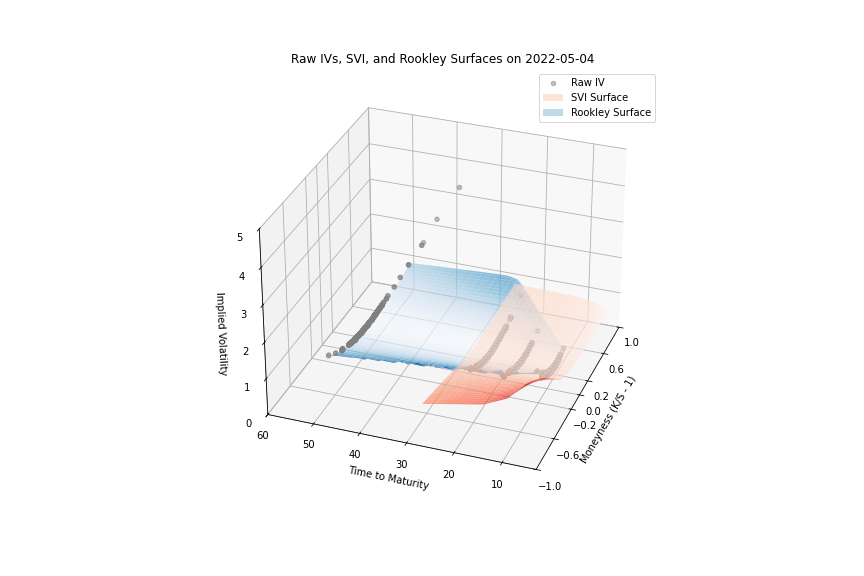 Raw IVs, SVI, and Rookley Surfaces on 2022-05-04
Raw IV
SVI Surface
Rookley Surface
5
4
3
2
1
0
Implied Volatility
60
50
40
30
20
10
Time to Maturity
1.0
0.6
0.2
0.0
−0.2
−0.6
−1.0
Moneyness (K/S - 1)